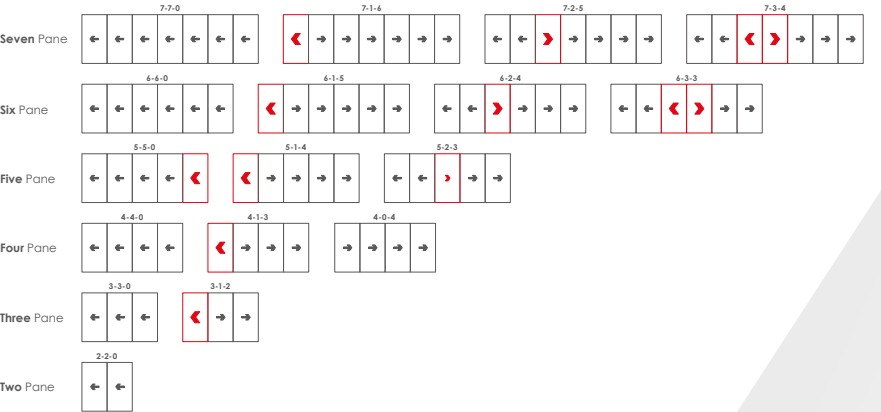 7-7-0 7-1-6 7-2-5 7-3-4
Seven Pane
6-6-0 6-1-5 6-2-4 6-3-3
Six Pane
5-5-0 5-1-4 5-2-3
Five Pane
4-4-0 4-1-3 4-0-4
Four Pane
3-3-0 3-1-2
Three Pane
2-2-0
Two Pane